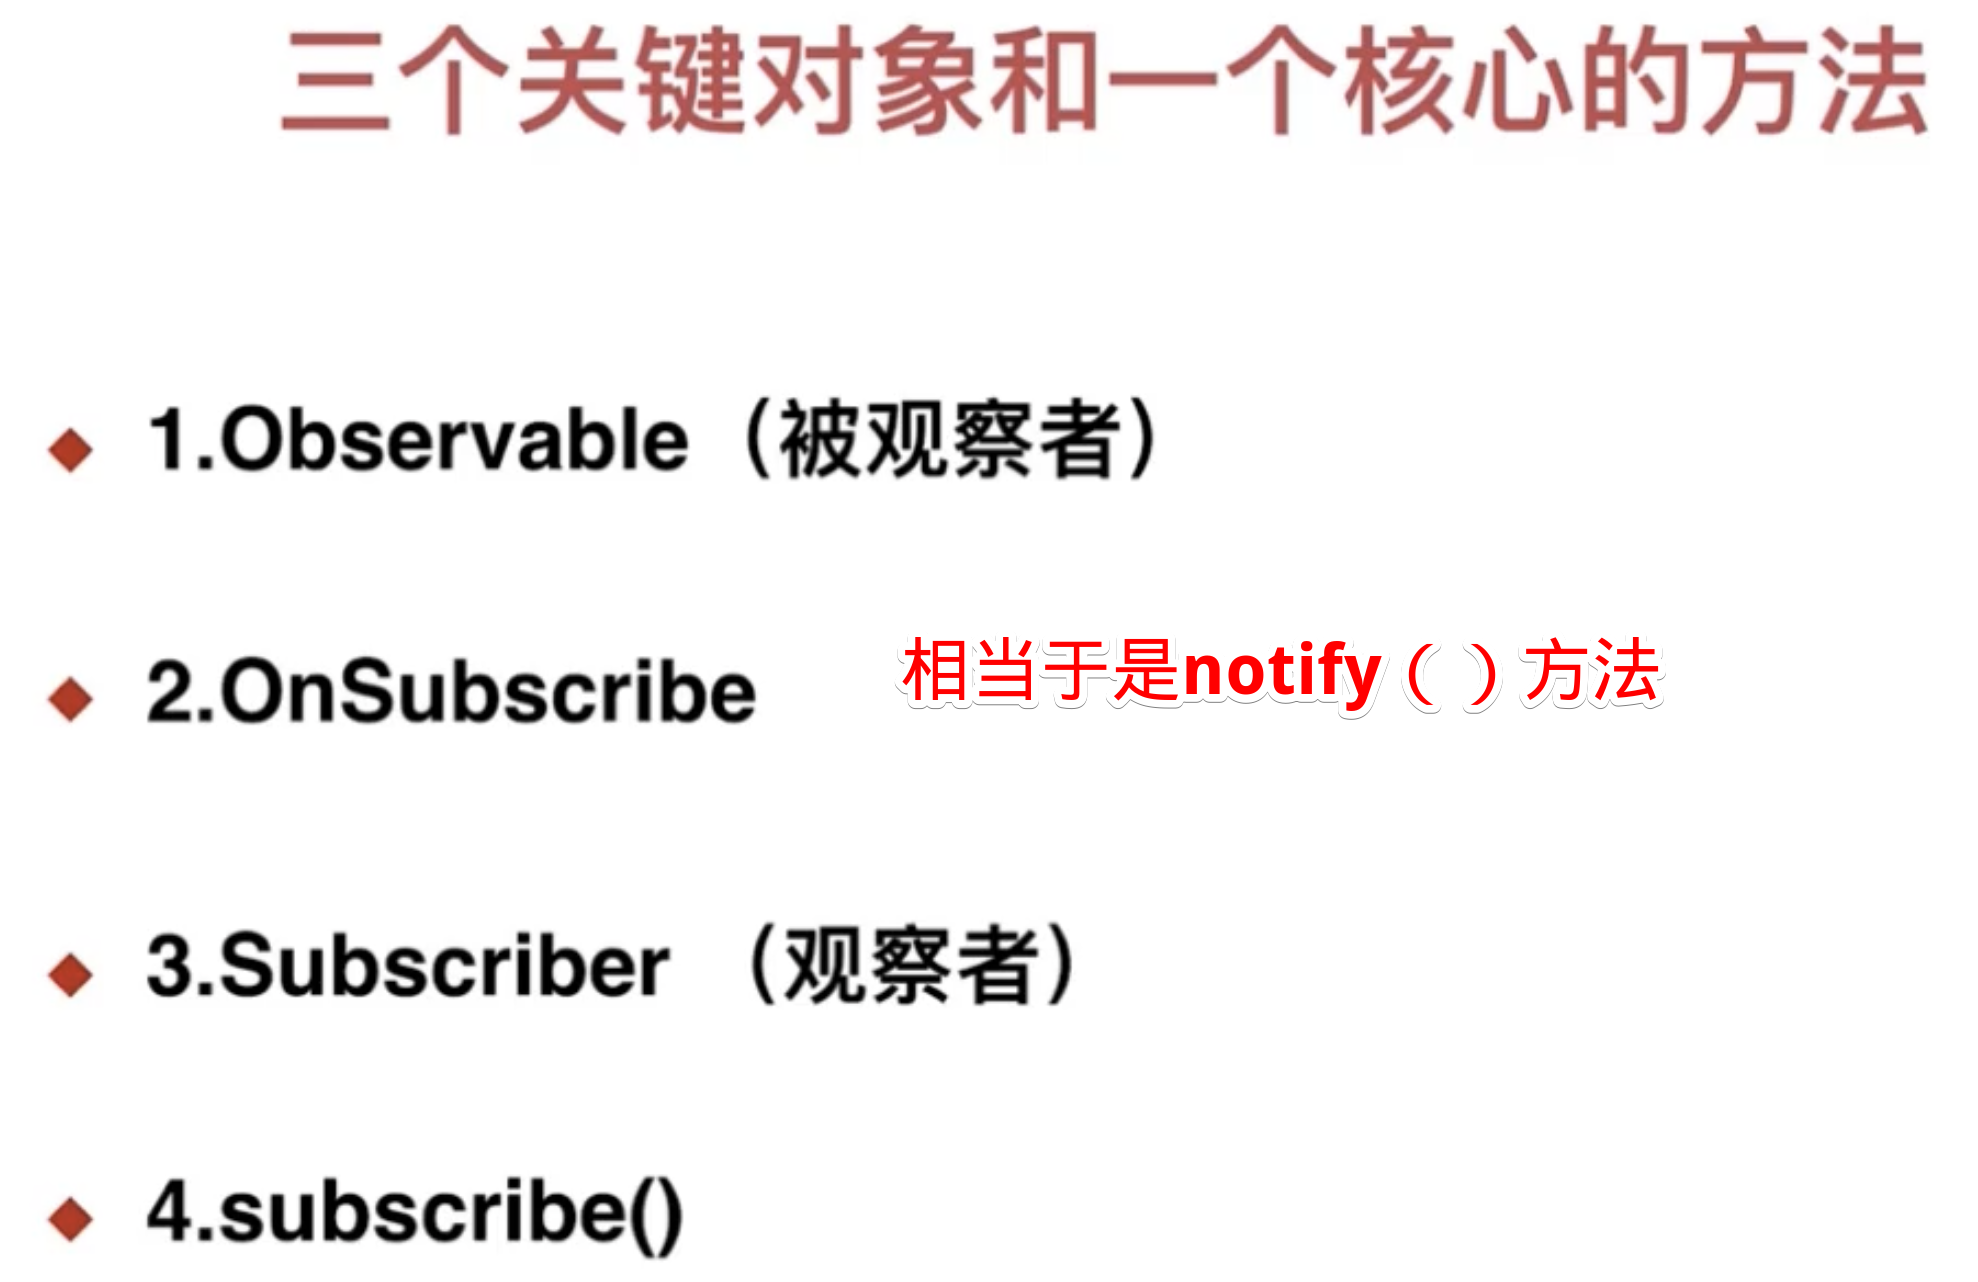 三个关键对象和一个核心的方法
1.Observable（被观察者）
2.OnSubscribe 相当于是notify（）方法
3.Subscriber （观察者）
4.subscribe()